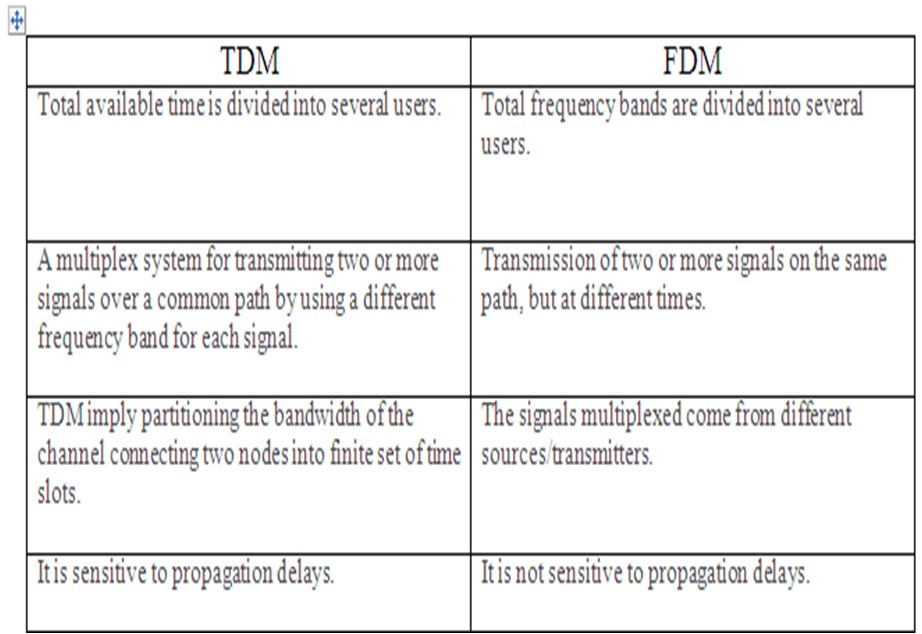 TDM
FDM
Total available time is divided into several users.
Total frequency bands are divided into several
users.
A multiplex system for transmitting two or more
signals over a common path by using a different
frequency band for each signal.
Transmission of two or more signals on the same
path, but at different times.
TDM imply partitioning the bandwidth of the
channel connecting two nodes into finite set of time
slots.
The signals multiplexed come from different
sources/transmitters.
It is sensitive to propagation delays.
It is not sensitive to propagation delays.